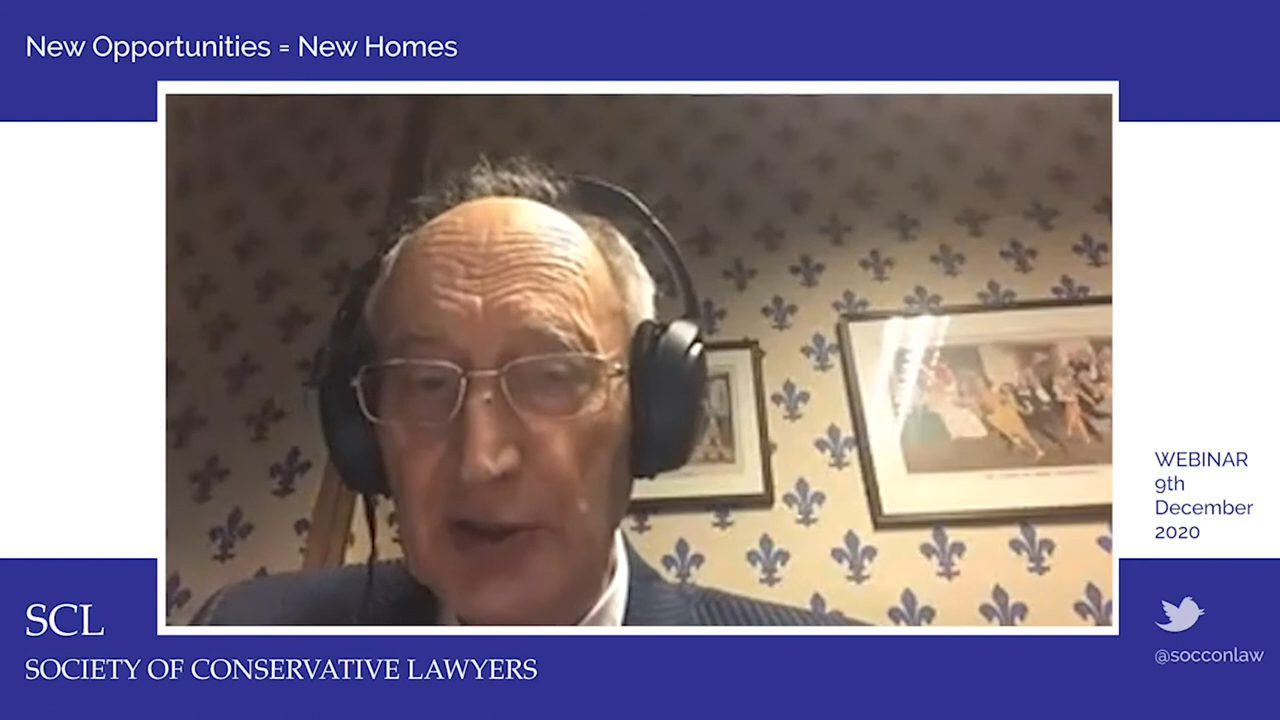 New Opportunities = New Homes
WEBINAR
9th
December
2020
SCL
SOCIETY OF CONSERVATIVE LAWYERS
@socconlaw